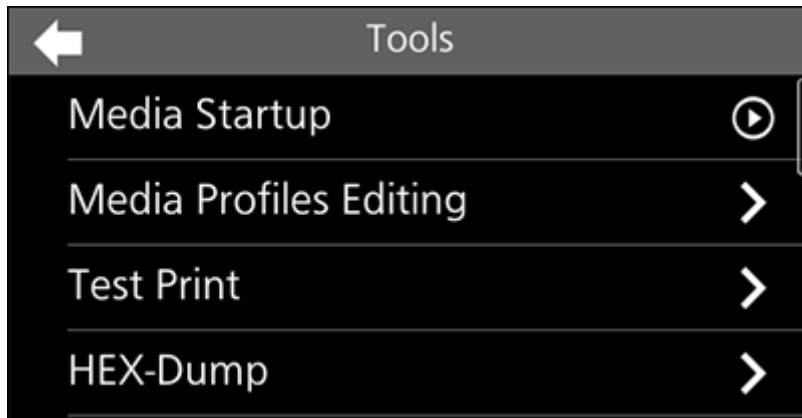 Tools
Media Startup
Media Profiles Editing
Test Print
HEX-Dump